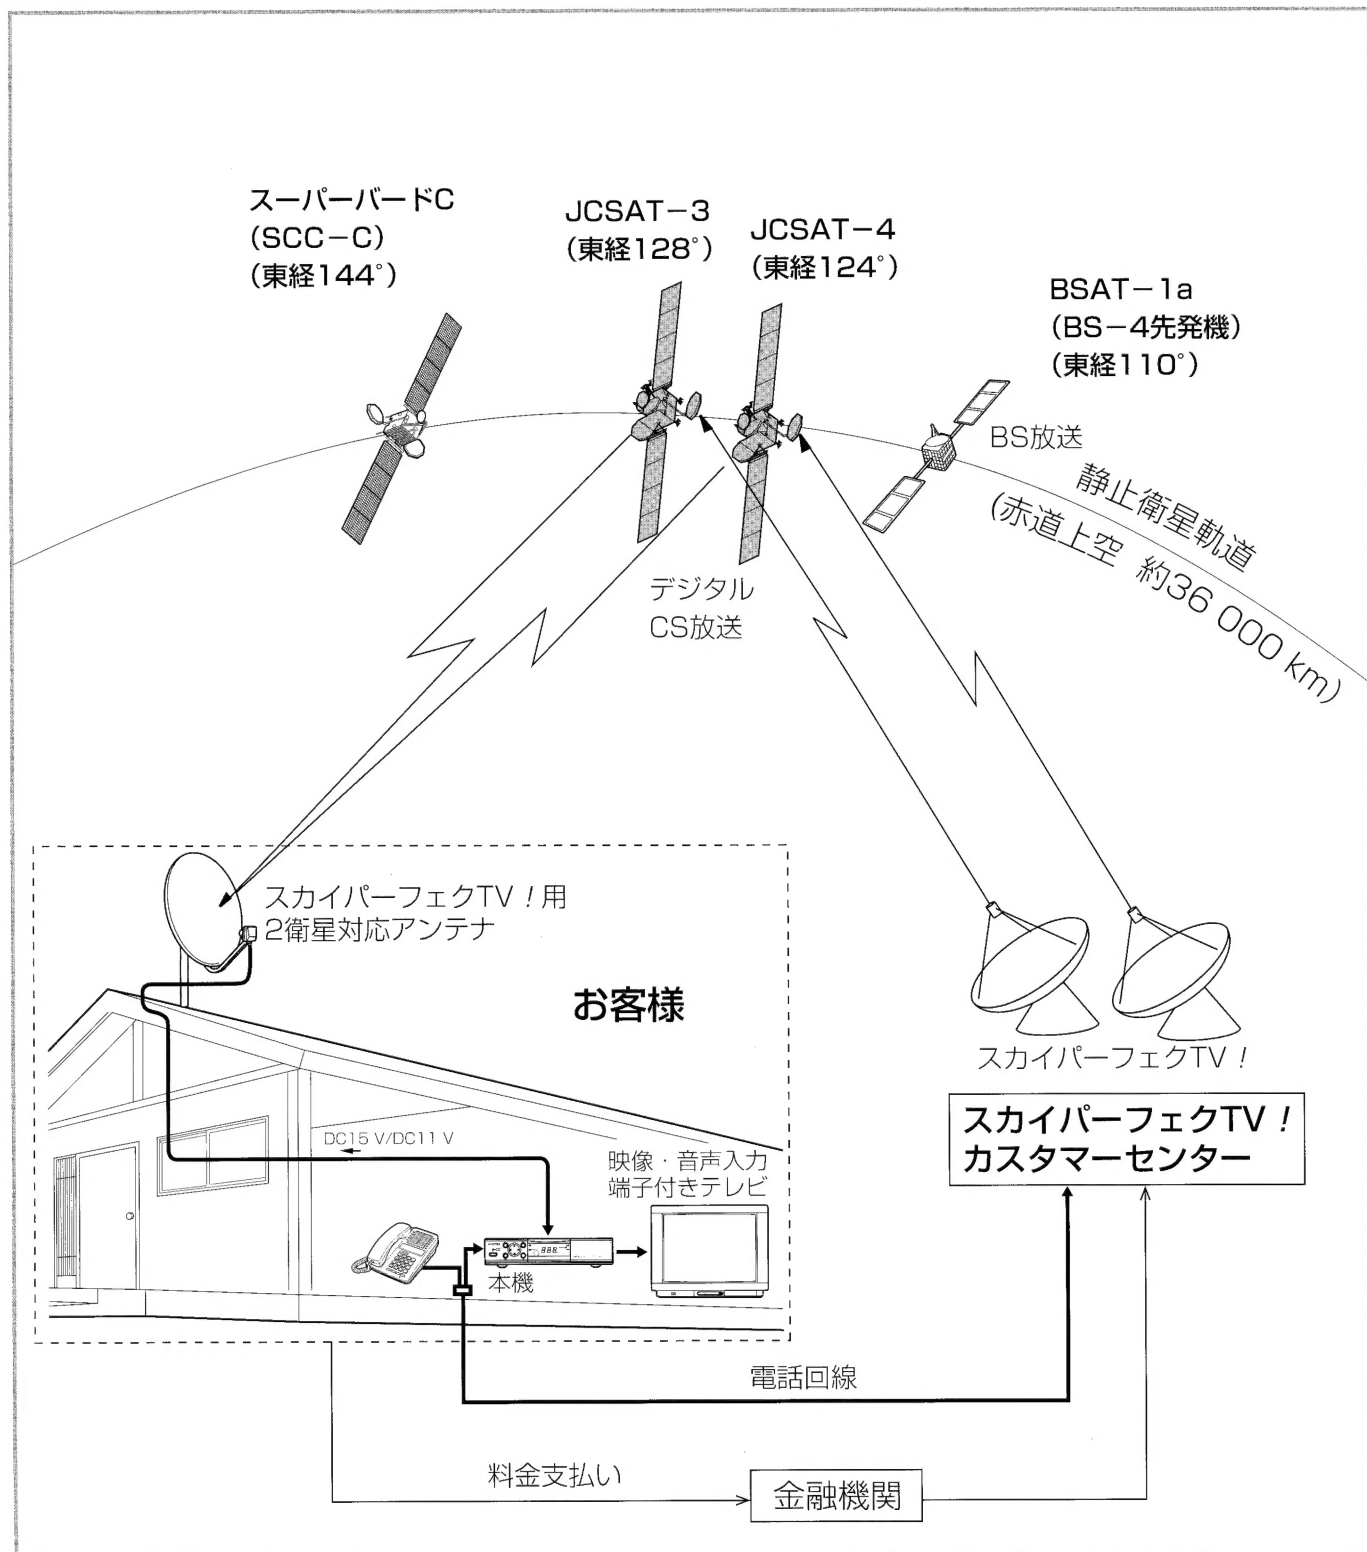 スーパーバードC
(SCC-C)
(東経144°)
JCSAT-3
(東経128°)
JCSAT-4
(東経124°)
BSAT-1a
(BS-4先発機)
(東経110°)
BS放送
静止衛星軌道
(赤道上空 約36 000 km)
デジタル
CS放送
スカイパーフェクTV!用
2衛星対応アンテナ
お客様
スカイパーフェクTV!
スカイパーフェクTV!
カスタマーセンター
DC15 V/DC11 V
映像・音声入力
端子付きテレビ
本機
電話回線
料金支払い
金融機関